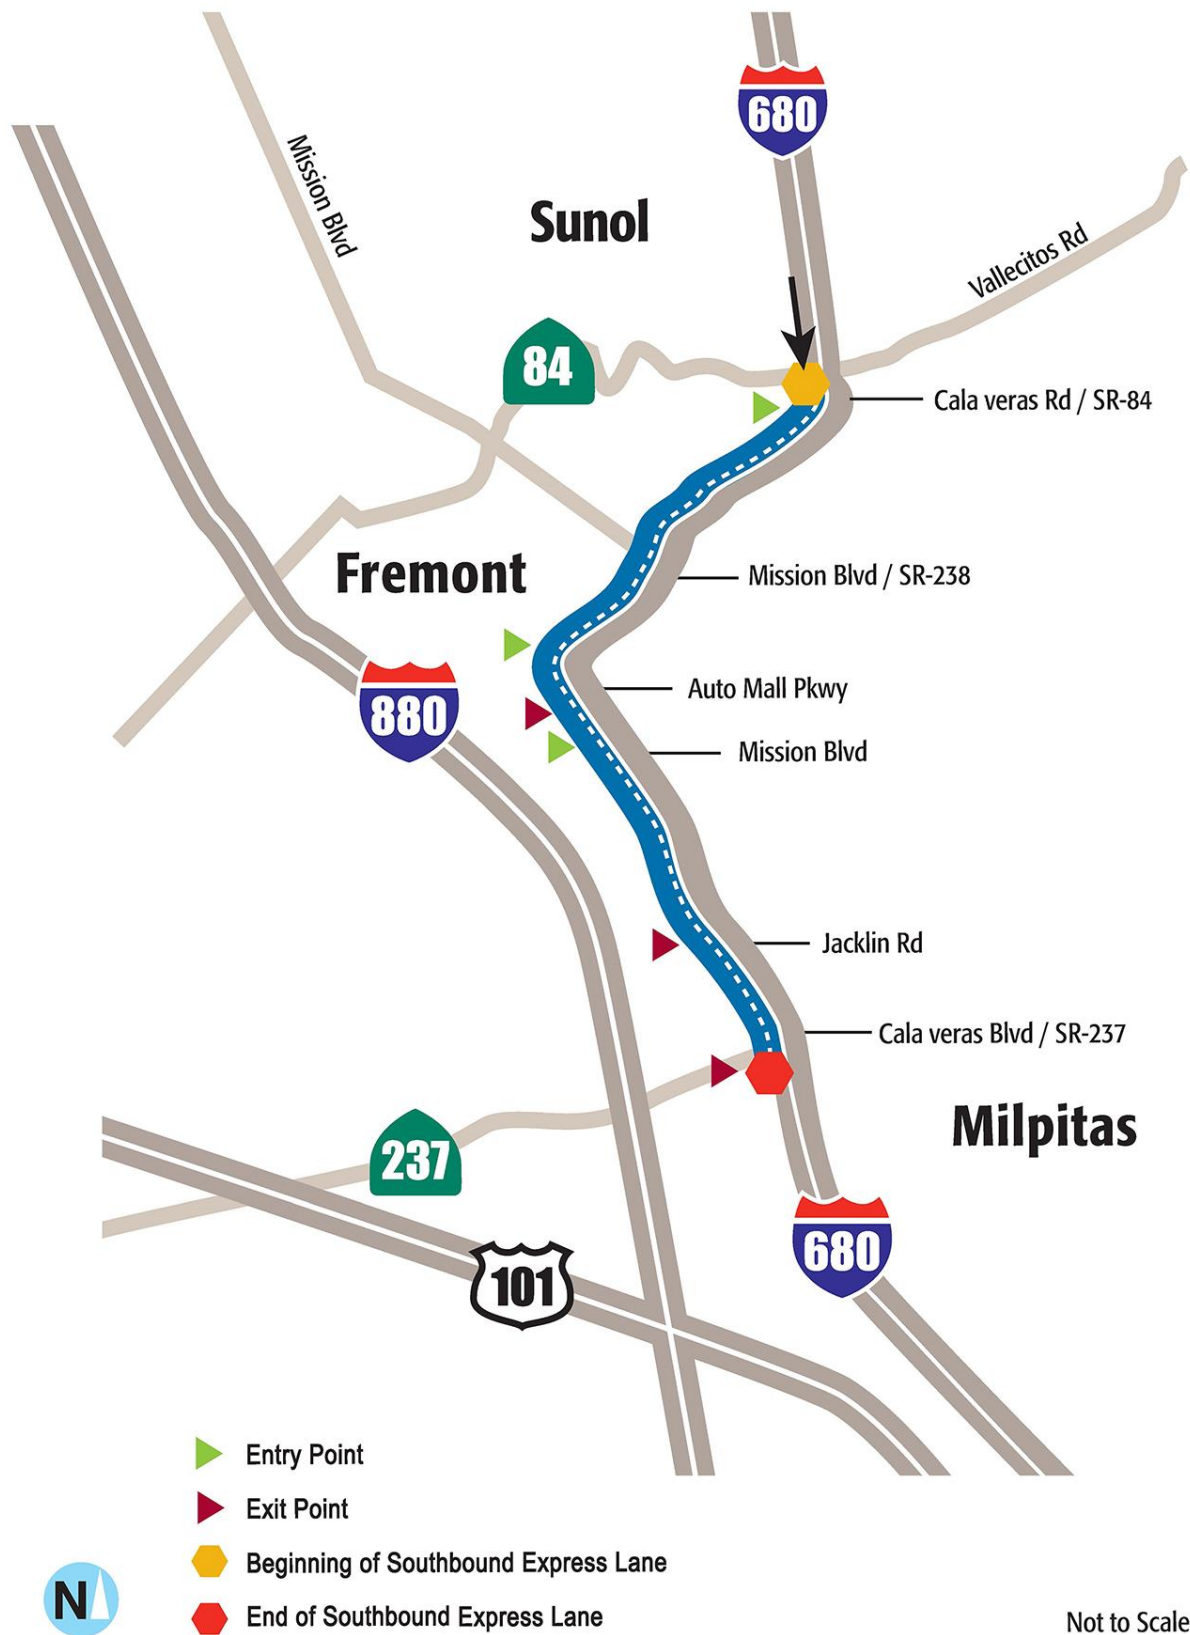 680
Mission Blvd
Sunol
Vallecitos Rd
84
Cala veras Rd / SR-84
Fremont
Mission Blvd / SR-238
880
Auto Mall Pkwy
Mission Blvd
Jacklin Rd
Cala veras Blvd / SR-237
Milpitas
237
680
101
Entry Point
Exit Point
Beginning of Southbound Express Lane
N
End of Southbound Express Lane
Not to Scale